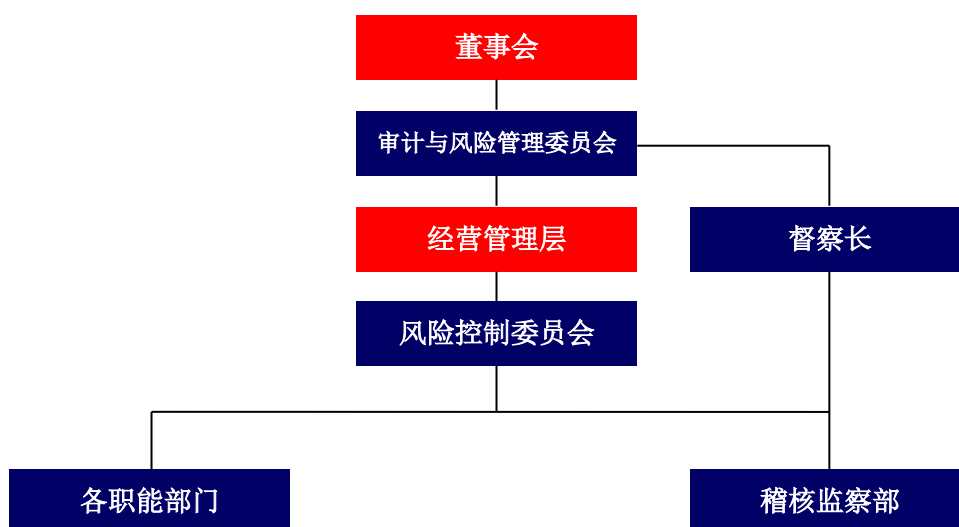 董事会
审计与风险管理委员会
经营管理层
督察长
风险控制委员会
各职能部门
稽核监察部